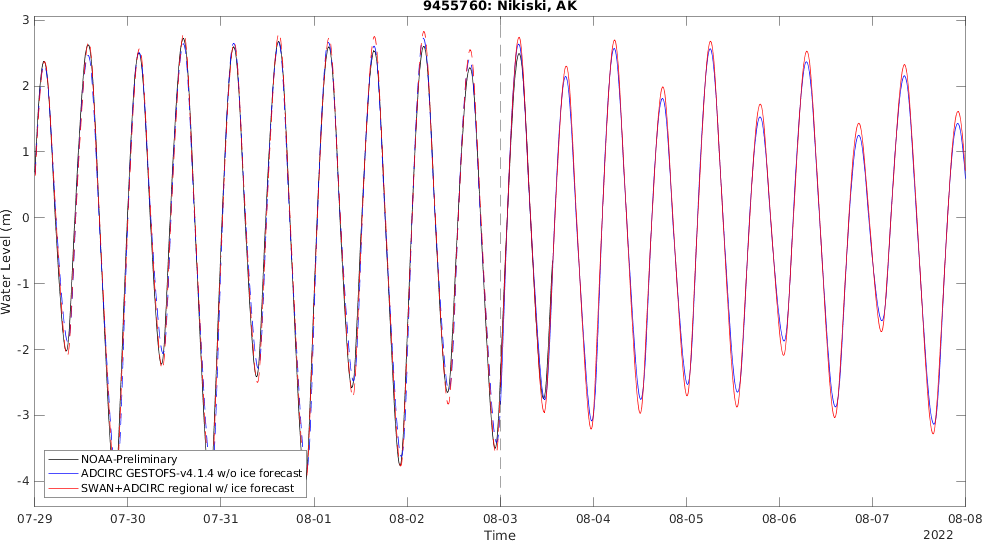 9455760: Nikiski, AK
3
2
1
0
-1
-2
-3
-4
Water Level (m)
NOAA-Preliminary
ADCIRC GESTOFS-v4.1.4 w/o ice forecast
SWAN+ADCIRC regional w/ ice forecast
07-29 07-30 07-31 08-01 08-02 08-03 08-04 08-05 08-06 08-07 08-08
Time
2022